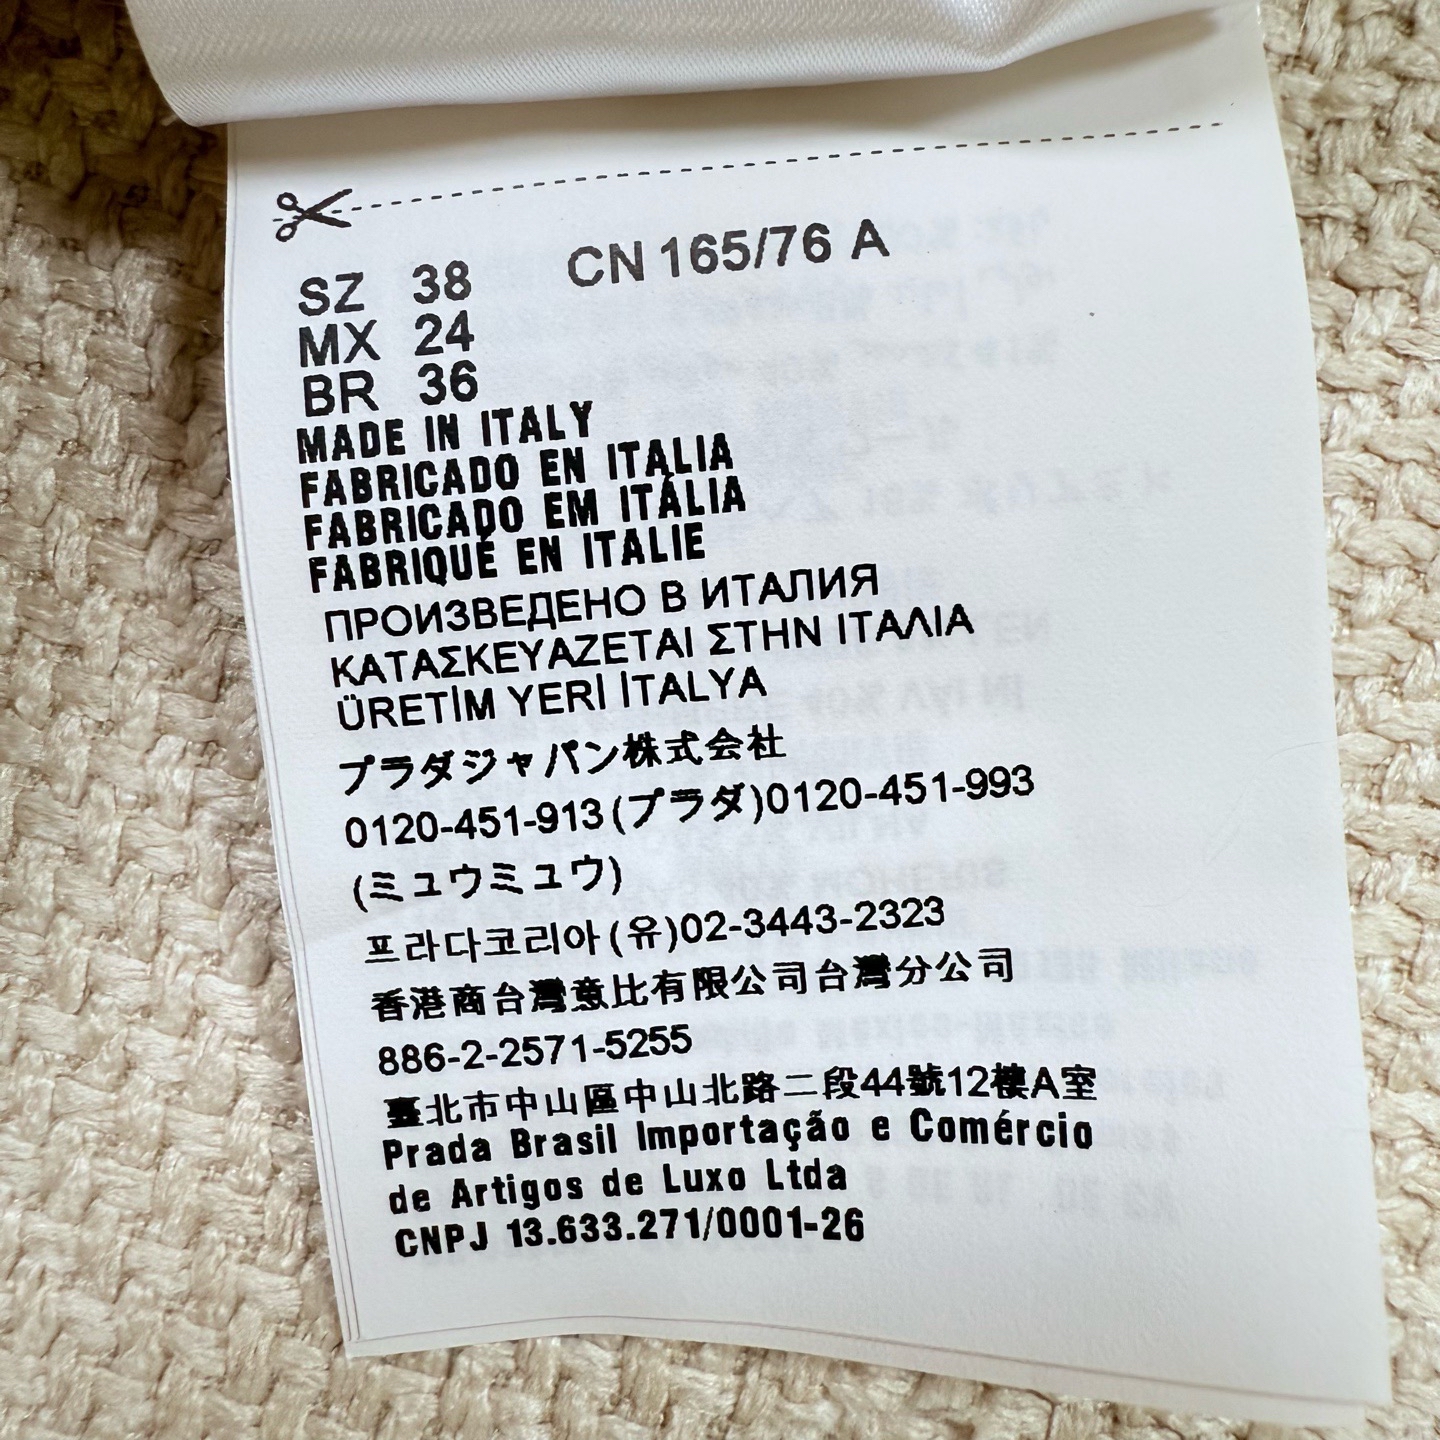 SZ 38 CN 165/76 A
MX 24
BR 36
MADE IN ITALY
FABRICADO EN ITALIA
FABRICADO EM ITÁLIA
FABRIQUÉ EN ITALIE
ПРОИЗВЕДЕНО В ИТАЛИЯ
ΚΑΤΑΣΚΕΥΑΖΕΤΑΙ ΣΤΗΝ ΙΤΑΛΙΑ
ÜRETİM YERİ İTALYA
プラダジャパン株式会社
0120-451-913(プラダ)0120-451-993
(ミュウミュウ)
프라다코리아(유)02-3443-2323
香港商台灣意比有限公司台灣分公司
886-2-2571-5255
臺北市中山區中山北路二段44號12樓A室
Prada Brasil Importação e Comércio
de Artigos de Luxo Ltda
CNPJ 13.633.271/0001-26